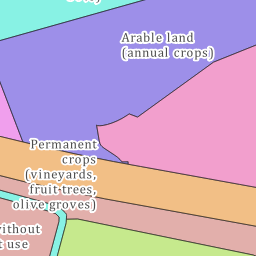 Arable land
(annual crops)
Permanent
crops
(vineyards,
fruit trees,
olive groves)
without
t use